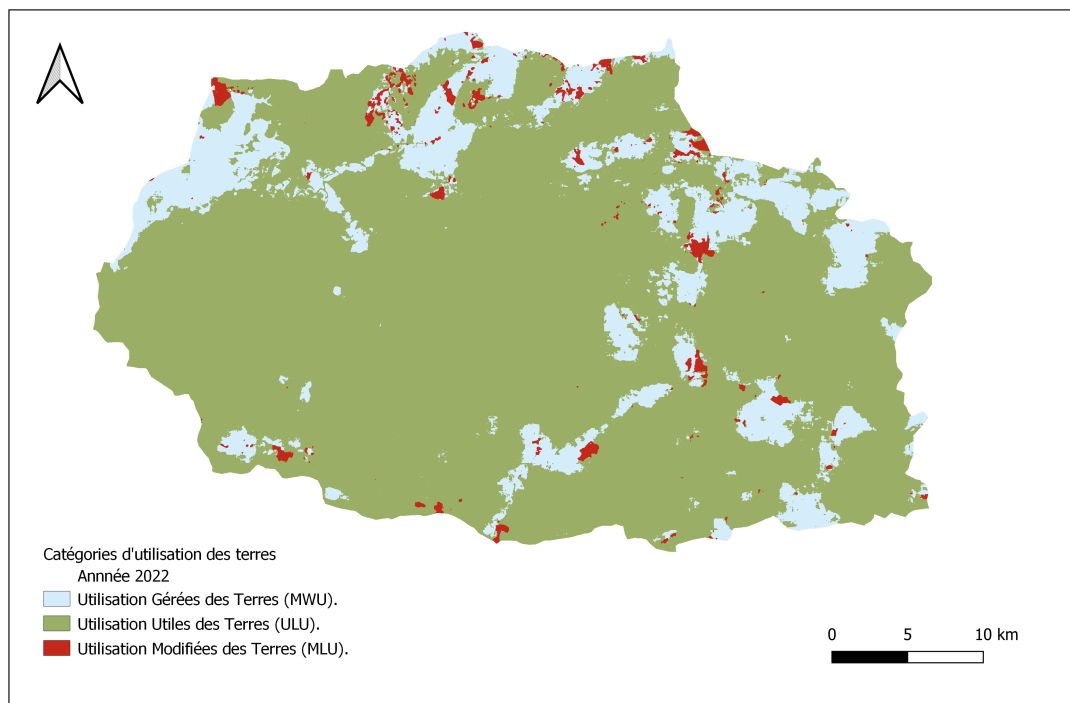 Catégories d'utilisation des terres
Annnée 2022
Utilisation Gérées des Terres (MWU).
Utilisation Utiles des Terres (ULU).
Utilisation Modifiées des Terres (MLU).
0 5 10 km